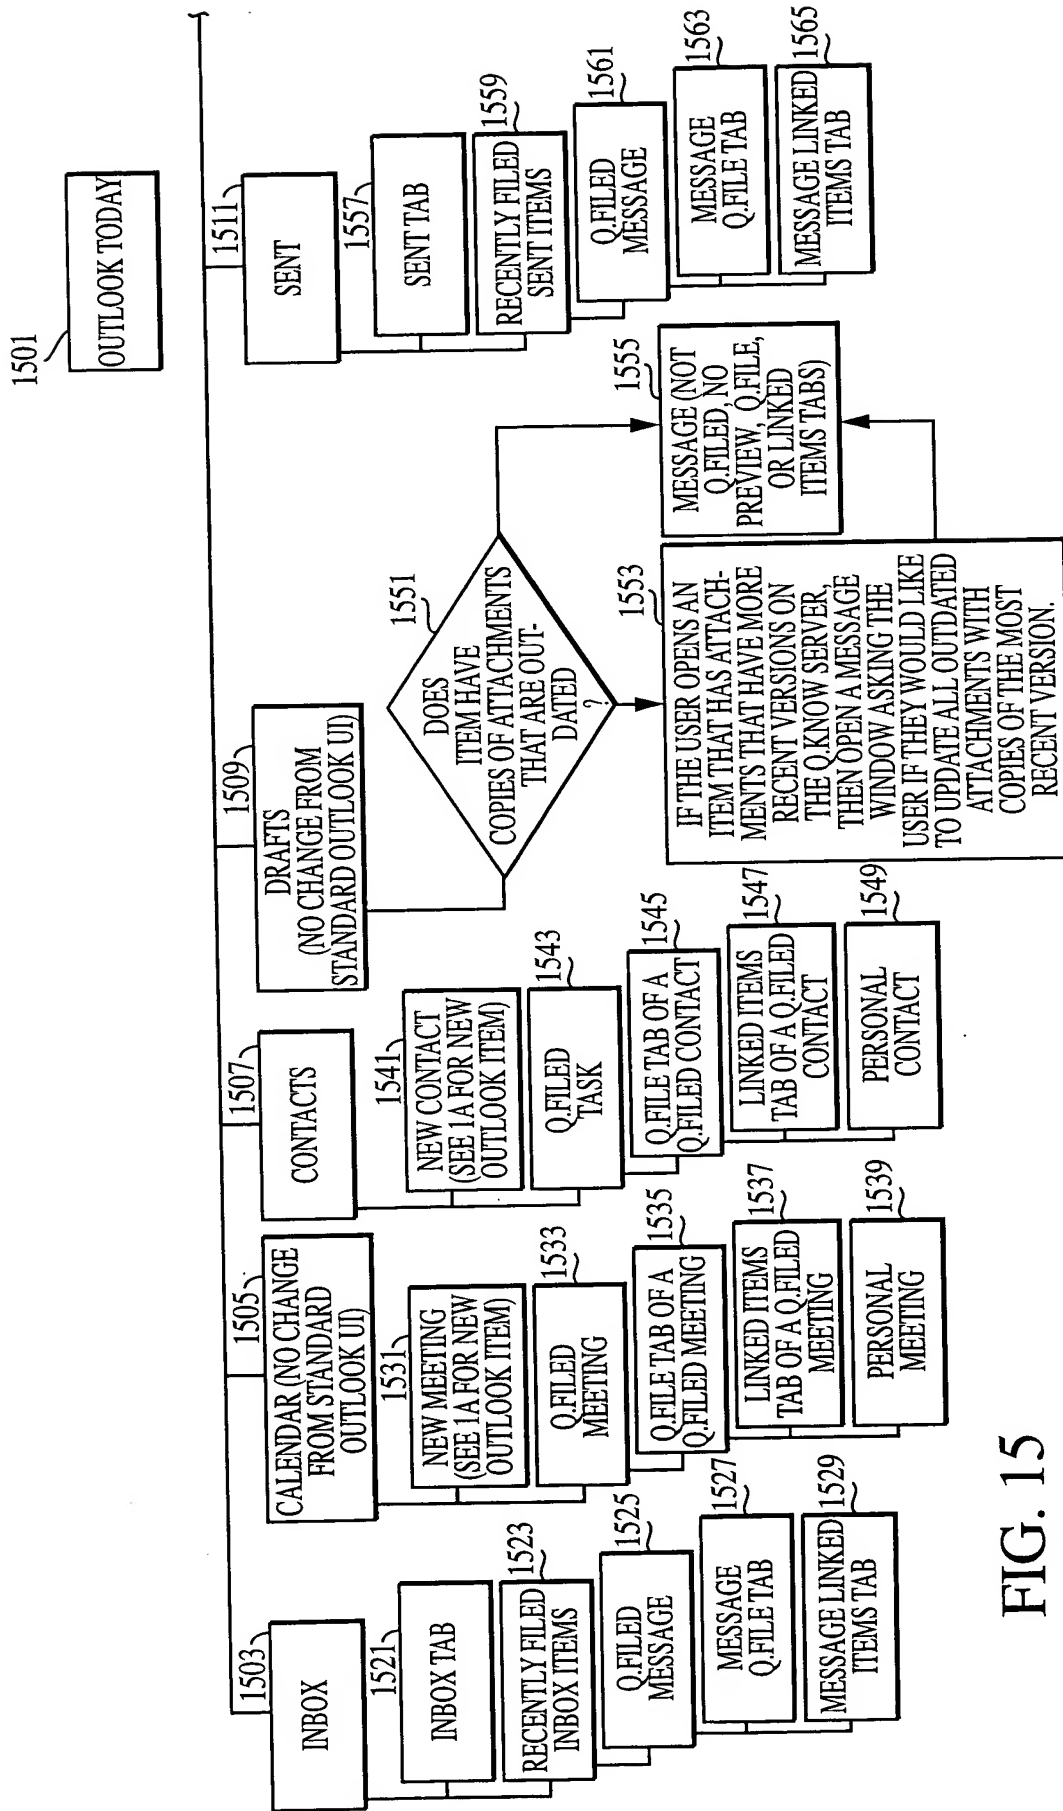 1501
OUTLOOK TODAY
1503
INBOX
1521
INBOX TAB
1523
RECENTLY FILED
INBOX ITEMS
1525
Q.FILED
MESSAGE
1527
MESSAGE
Q.FILE TAB
1529
MESSAGE LINKED
ITEMS TAB
1505
CALENDAR (NO CHANGE
FROM STANDARD
OUTLOOK UI)
1531
NEW MEETING
(SEE 1A FOR NEW
OUTLOOK ITEM)
1533
Q.FILED
MEETING
1535
Q.FILE TAB OF A
Q.FILED MEETING
1537
LINKED ITEMS
TAB OF A Q.FILED
MEETING
1539
PERSONAL
MEETING
1507
CONTACTS
1541
NEW CONTACT
(SEE 1A FOR NEW
OUTLOOK ITEM)
1543
Q.FILED
TASK
1545
Q.FILE TAB OF A
Q.FILED CONTACT
1547
LINKED ITEMS
TAB OF A Q.FILED
CONTACT
1549
PERSONAL
CONTACT
1509
DRAFTS
(NO CHANGE FROM
STANDARD OUTLOOK UI)
1551
DOES
ITEM HAVE
COPIES OF ATTACHMENTS
THAT ARE OUT-
DATED
?
1553
IF THE USER OPENS AN
ITEM THAT HAS ATTACH-
MENTS THAT HAVE MORE
RECENT VERSIONS ON
THE Q.KNOW SERVER,
THEN OPEN A MESSAGE
WINDOW ASKING THE
USER IF THEY WOULD LIKE
TO UPDATE ALL OUTDATED
ATTACHMENTS WITH
COPIES OF THE MOST
RECENT VERSION.
1555
MESSAGE (NOT
Q.FILED, NO
PREVIEW, Q.FILE,
OR LINKED
ITEMS TABS)
1511
SENT
1557
SENT TAB
1559
RECENTLY FILED
SENT ITEMS
1561
Q.FILED
MESSAGE
1563
MESSAGE
Q.FILE TAB
1565
MESSAGE LINKED
ITEMS TAB
FIG. 15